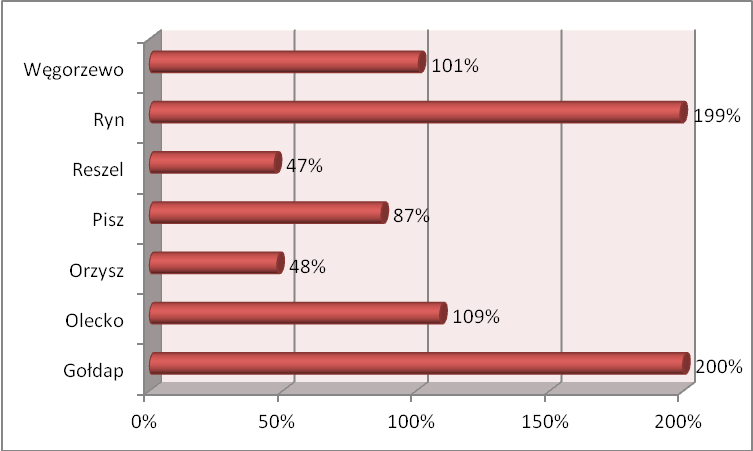 Węgorzewo 101%
Ryn 199%
Reszel 47%
Pisz 87%
Orzysz 48%
Olecko 109%
Gołdap 200%
0% 50% 100% 150% 200%